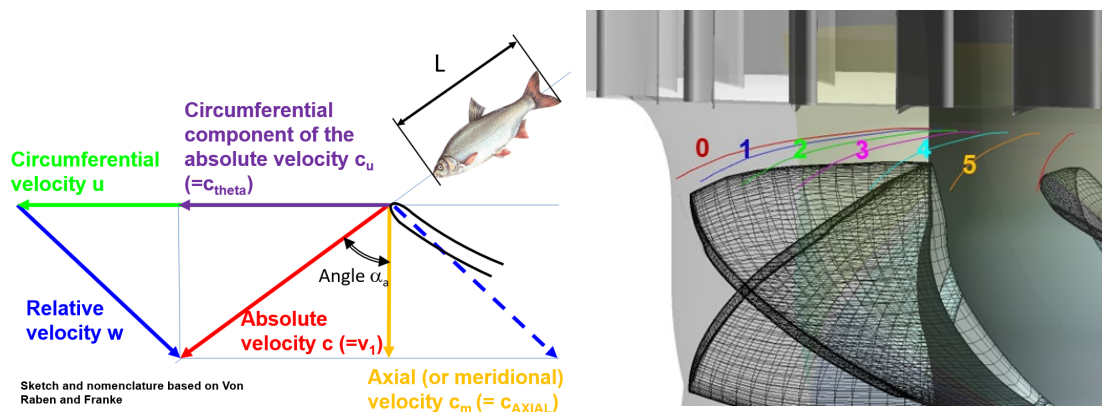 L
Circumferential
component of the
absolute velocity cu
(=ctheta)
Circumferential
velocity u
Angle αa
Relative
velocity w
Absolute
velocity c (=v1)
Axial (or meridional)
velocity cm (= cAXIAL)
Sketch and nomenclature based on Von
Raben and Franke
0
1
2
3
4
5